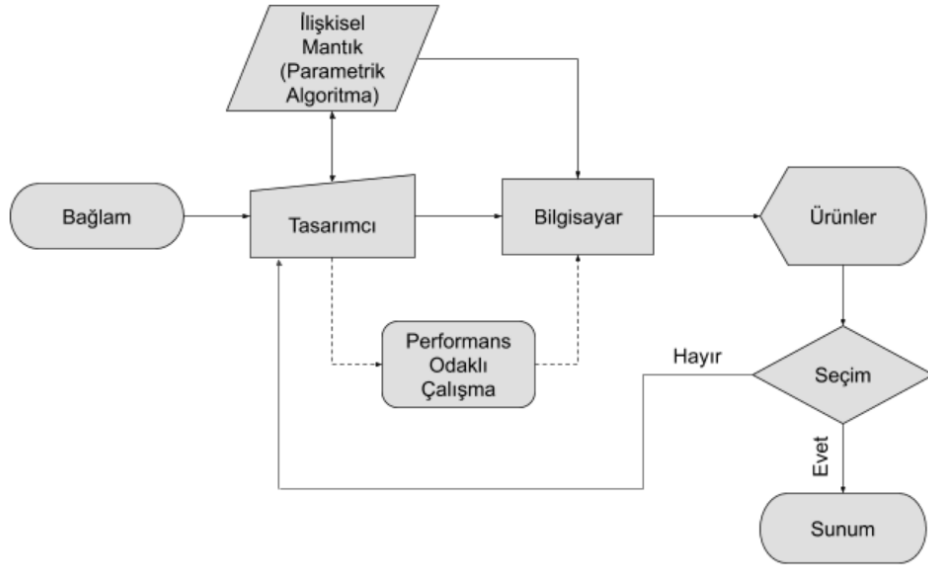 İlişkisel
Mantık
(Parametrik
Algoritma)
Bağlam
Tasarımcı
Bilgisayar
Ürünler
Performans
Odaklı
Çalışma
Hayır
Seçim
Evet
Sunum